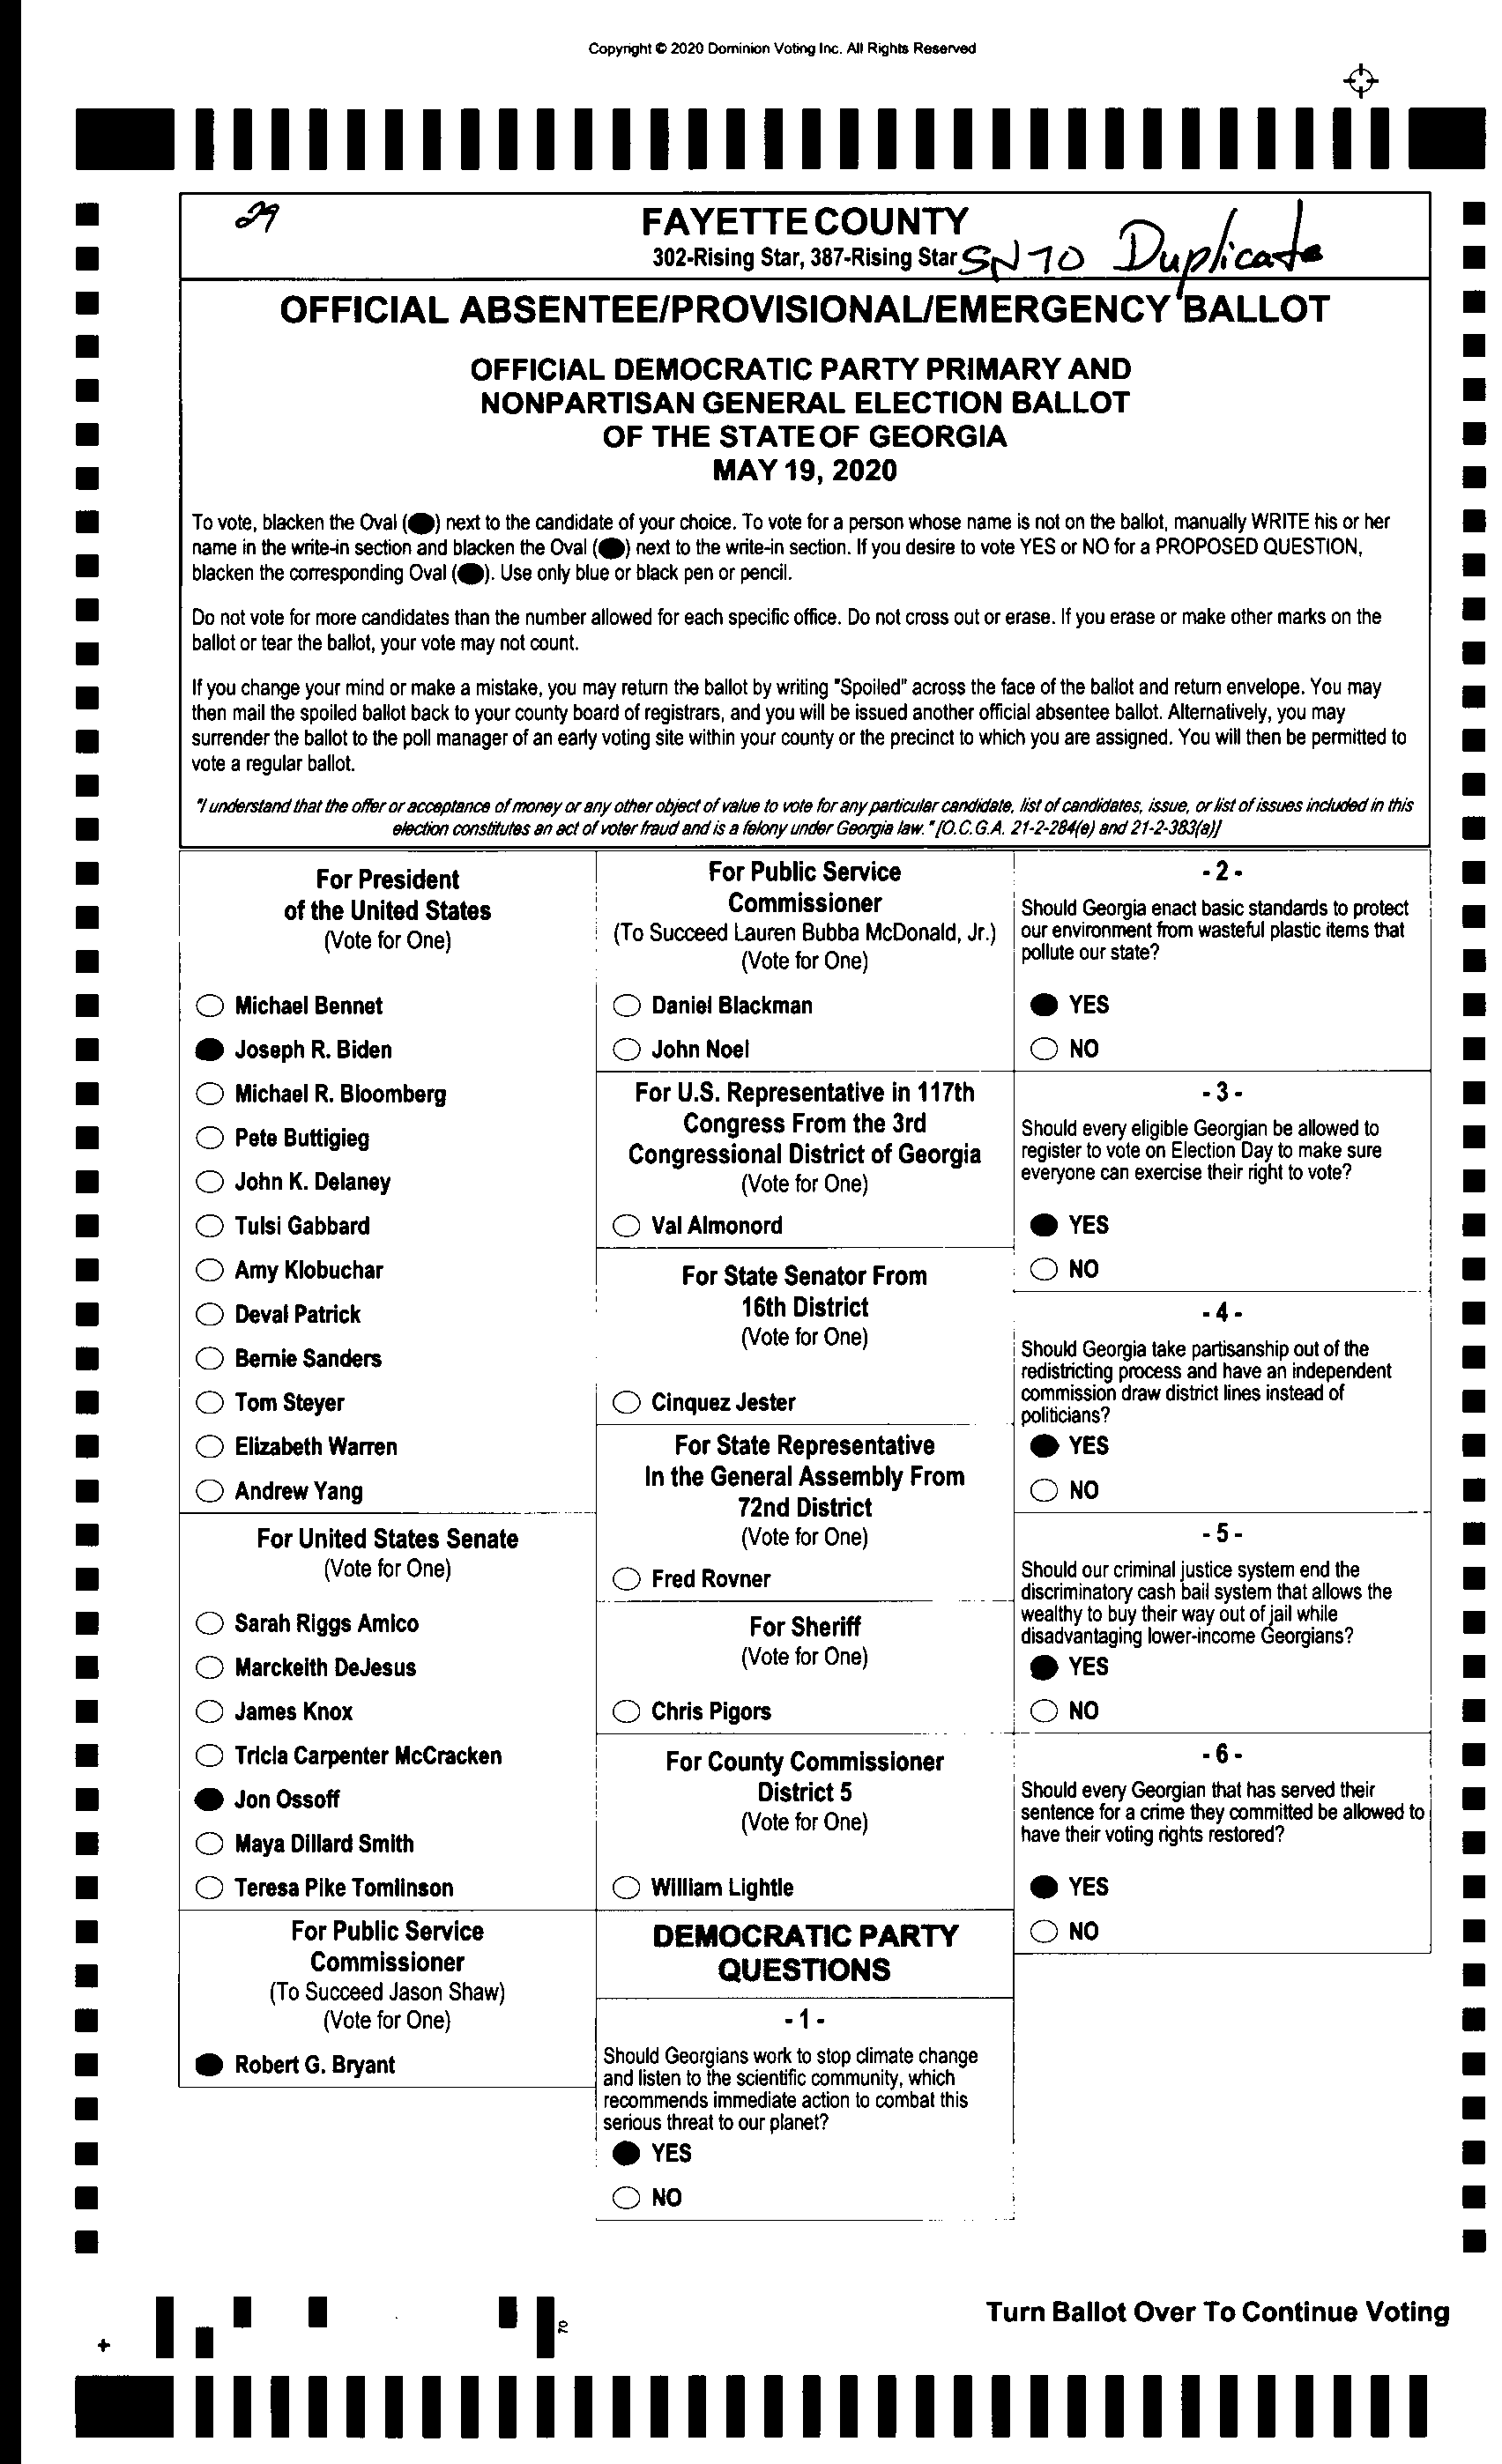 Copyright © 2020 Dominion Voting Inc. All Rights Reserved
29
FAYETTE COUNTY
302-Rising Star, 387-Rising Star SN 70 Duplicate
OFFICIAL ABSENTEE/PROVISIONAL/EMERGENCY BALLOT
OFFICIAL DEMOCRATIC PARTY PRIMARY AND
NONPARTISAN GENERAL ELECTION BALLOT
OF THE STATE OF GEORGIA
MAY 19, 2020
To vote, blacken the Oval ( ) next to the candidate of your choice. To vote for a person whose name is not on the ballot, manually WRITE his or her
name in the write-in section and blacken the Oval ( ) next to the write-in section. If you desire to vote YES or NO for a PROPOSED QUESTION,
blacken the corresponding Oval ( ). Use only blue or black pen or pencil.
Do not vote for more candidates than the number allowed for each specific office. Do not cross out or erase. If you erase or make other marks on the
ballot or tear the ballot, your vote may not count.
If you change your mind or make a mistake, you may return the ballot by writing "Spoiled" across the face of the ballot and return envelope. You may
then mail the spoiled ballot back to your county board of registrars, and you will be issued another official absentee ballot. Alternatively, you may
surrender the ballot to the poll manager of an early voting site within your county or the precinct to which you are assigned. You will then be permitted to
vote a regular ballot.
"I understand that the offer or acceptance of money or any other object of value to vote for any particular candidate, list of candidates, issue, or list of issues included in this
election constitutes an act of voter fraud and is a felony under Georgia law." [O.C.G.A. 21-2-284(e) and 21-2-383(a)]
For President
of the United States
(Vote for One)
Michael Bennet
Joseph R. Biden
Michael R. Bloomberg
Pete Buttigieg
John K. Delaney
Tulsi Gabbard
Amy Klobuchar
Deval Patrick
Bernie Sanders
Tom Steyer
Elizabeth Warren
Andrew Yang
For United States Senate
(Vote for One)
Sarah Riggs Amico
Marckeith DeJesus
James Knox
Tricia Carpenter McCracken
Jon Ossoff
Maya Dillard Smith
Teresa Pike Tomlinson
For Public Service
Commissioner
(To Succeed Jason Shaw)
(Vote for One)
Robert G. Bryant
For Public Service
Commissioner
(To Succeed Lauren Bubba McDonald, Jr.)
(Vote for One)
Daniel Blackman
John Noel
For U.S. Representative in 117th
Congress From the 3rd
Congressional District of Georgia
(Vote for One)
Val Almonord
For State Senator From
16th District
(Vote for One)
Cinquez Jester
For State Representative
In the General Assembly From
72nd District
(Vote for One)
Fred Rovner
For Sheriff
(Vote for One)
Chris Pigors
For County Commissioner
District 5
(Vote for One)
William Lightle
DEMOCRATIC PARTY
QUESTIONS
- 1 -
Should Georgians work to stop climate change
and listen to the scientific community, which
recommends immediate action to combat this
serious threat to our planet?
YES
NO
- 2 -
Should Georgia enact basic standards to protect
our environment from wasteful plastic items that
pollute our state?
YES
NO
- 3 -
Should every eligible Georgian be allowed to
register to vote on Election Day to make sure
everyone can exercise their right to vote?
YES
NO
- 4 -
Should Georgia take partisanship out of the
redistricting process and have an independent
commission draw district lines instead of
politicians?
YES
NO
- 5 -
Should our criminal justice system end the
discriminatory cash bail system that allows the
wealthy to buy their way out of jail while
disadvantaging lower-income Georgians?
YES
NO
- 6 -
Should every Georgian that has served their
sentence for a crime they committed be allowed to
have their voting rights restored?
YES
NO
Turn Ballot Over To Continue Voting
70